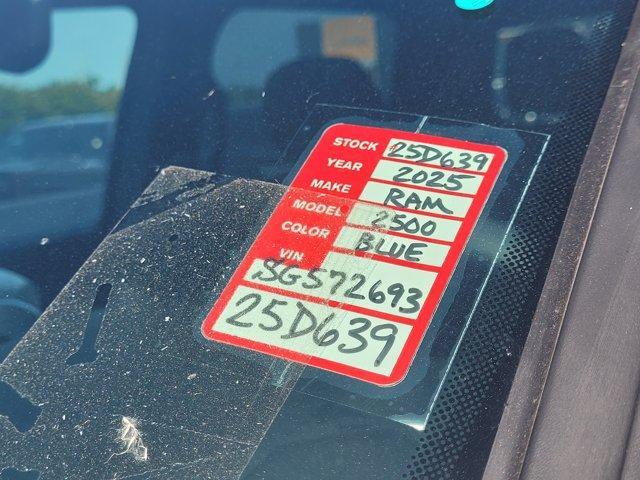 STOCK 25D639
YEAR 2025
MAKE RAM
MODEL 2500
COLOR BLUE
VIN
SG572693
25D639